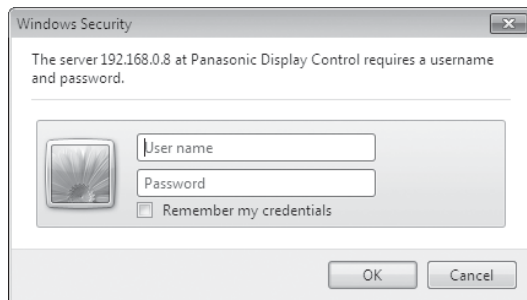 Windows Security
The server 192.168.0.8 at Panasonic Display Control requires a username
and password.
User name
Password
Remember my credentials
OK
Cancel